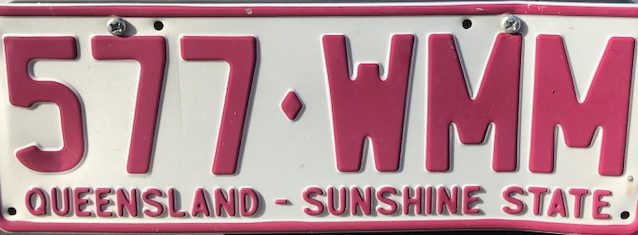 577♦WMM
QUEENSLAND - SUNSHINE STATE